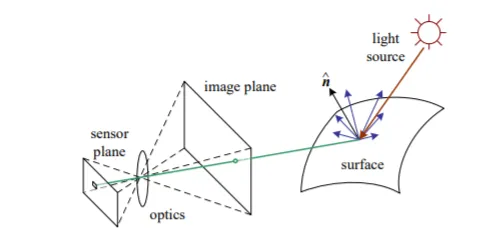 light
source
n̂
image plane
sensor
plane
surface
optics